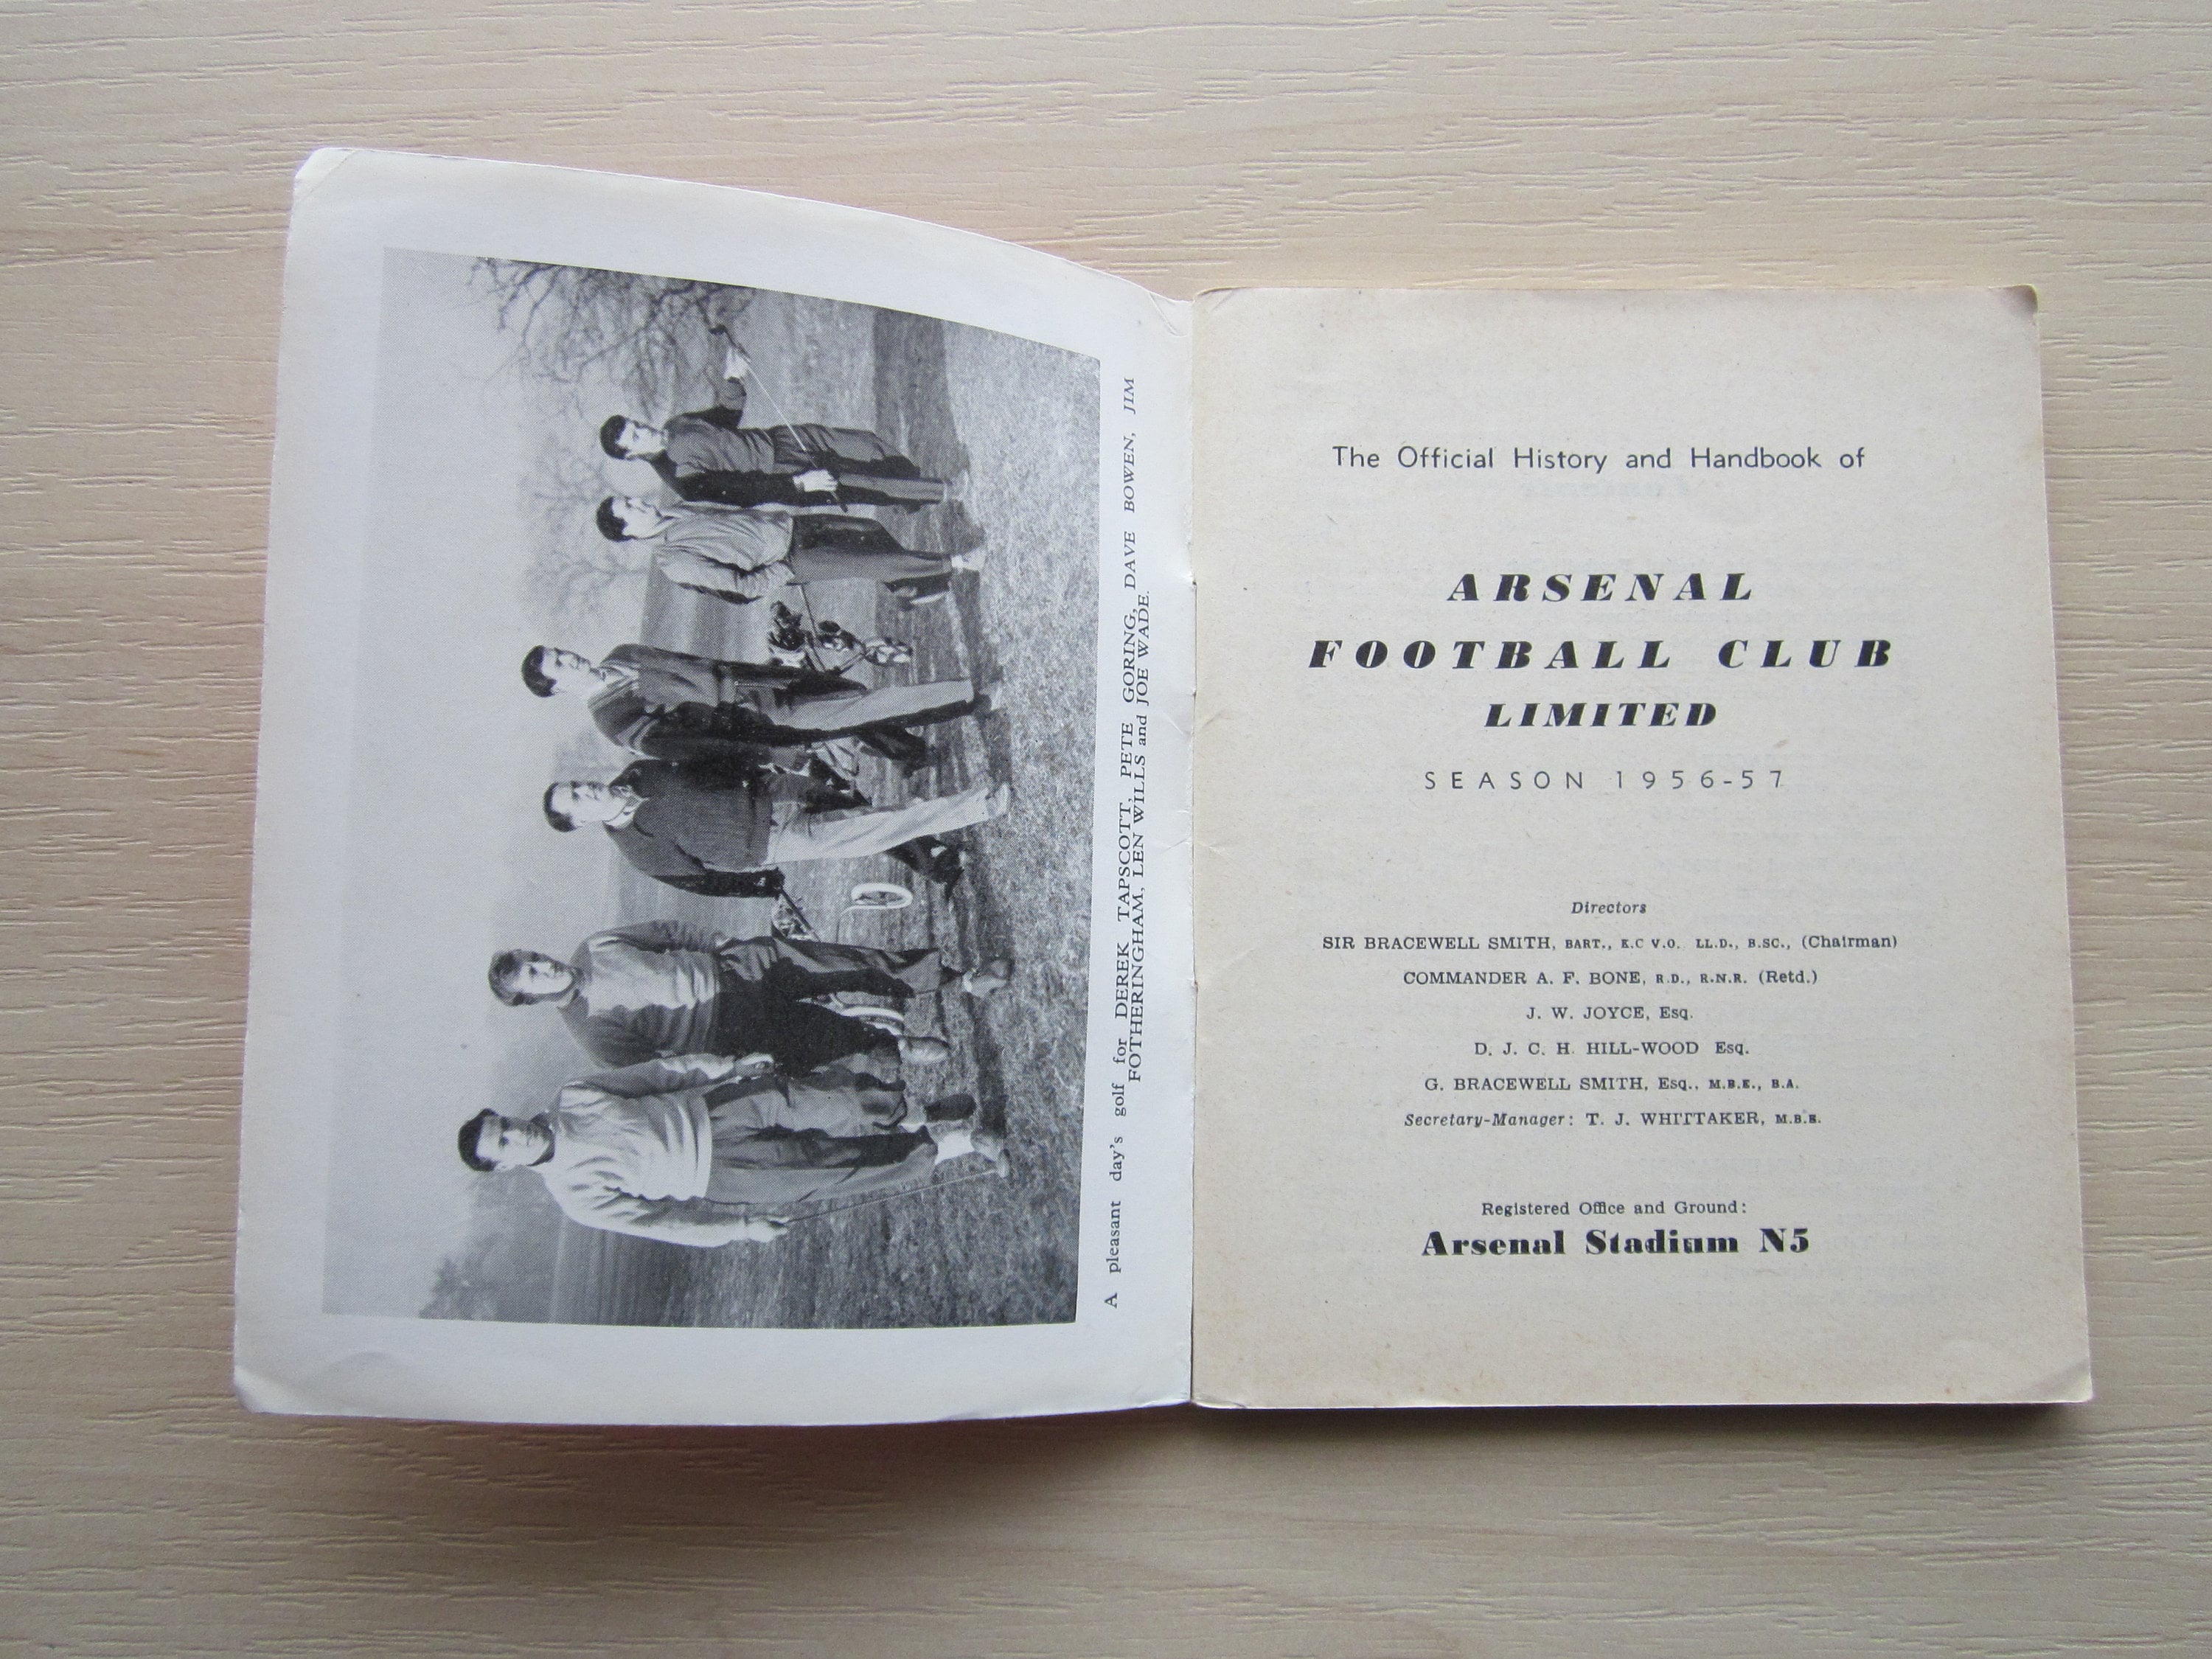 A pleasant day's golf for DEREK TAPSCOTT, PETE GORING, DAVE BOWEN, JIM
FOTHERINGHAM, LEN WILLS and JOE WADE.
The Official History and Handbook of
ARSENAL
FOOTBALL CLUB
LIMITED
SEASON 1956-57
Directors
SIR BRACEWELL SMITH, BART., K.C V.O. LL.D., B.SC., (Chairman)
COMMANDER A. F. BONE, R.D., R.N.R. (Retd.)
J. W. JOYCE, Esq.
D. J. C. H. HILL-WOOD Esq.
G. BRACEWELL SMITH, Esq., M.B.E., B.A.
Secretary-Manager: T. J. WHITTAKER, M.B.E.
Registered Office and Ground:
Arsenal Stadium N5